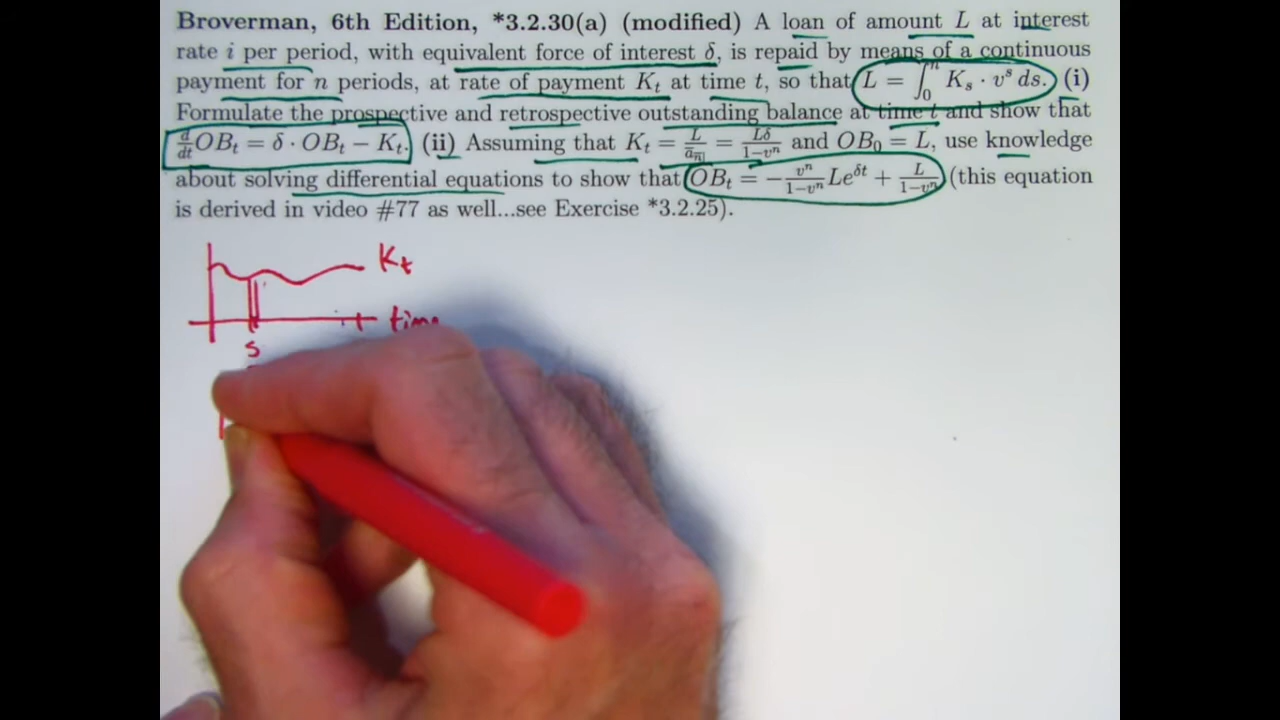 Broverman, 6th Edition, *3.2.30(a) (modified) A loan of amount L at interest
rate i per period, with equivalent force of interest δ, is repaid by means of a continuous
payment for n periods, at rate of payment K_t at time t, so that L = ∫_0^n K_s · v^s ds. (i)
Formulate the prospective and retrospective outstanding balance at time t and show that
d/dt OB_t = δ · OB_t − K_t. (ii) Assuming that K_t = L/ā_n̅| = Lδ/(1−v^n) and OB_0 = L, use knowledge
about solving differential equations to show that OB_t = − v^n/(1−v^n) Le^{δt} + L/(1−v^n) (this equation
is derived in video #77 as well...see Exercise *3.2.25).
K_t
time
s